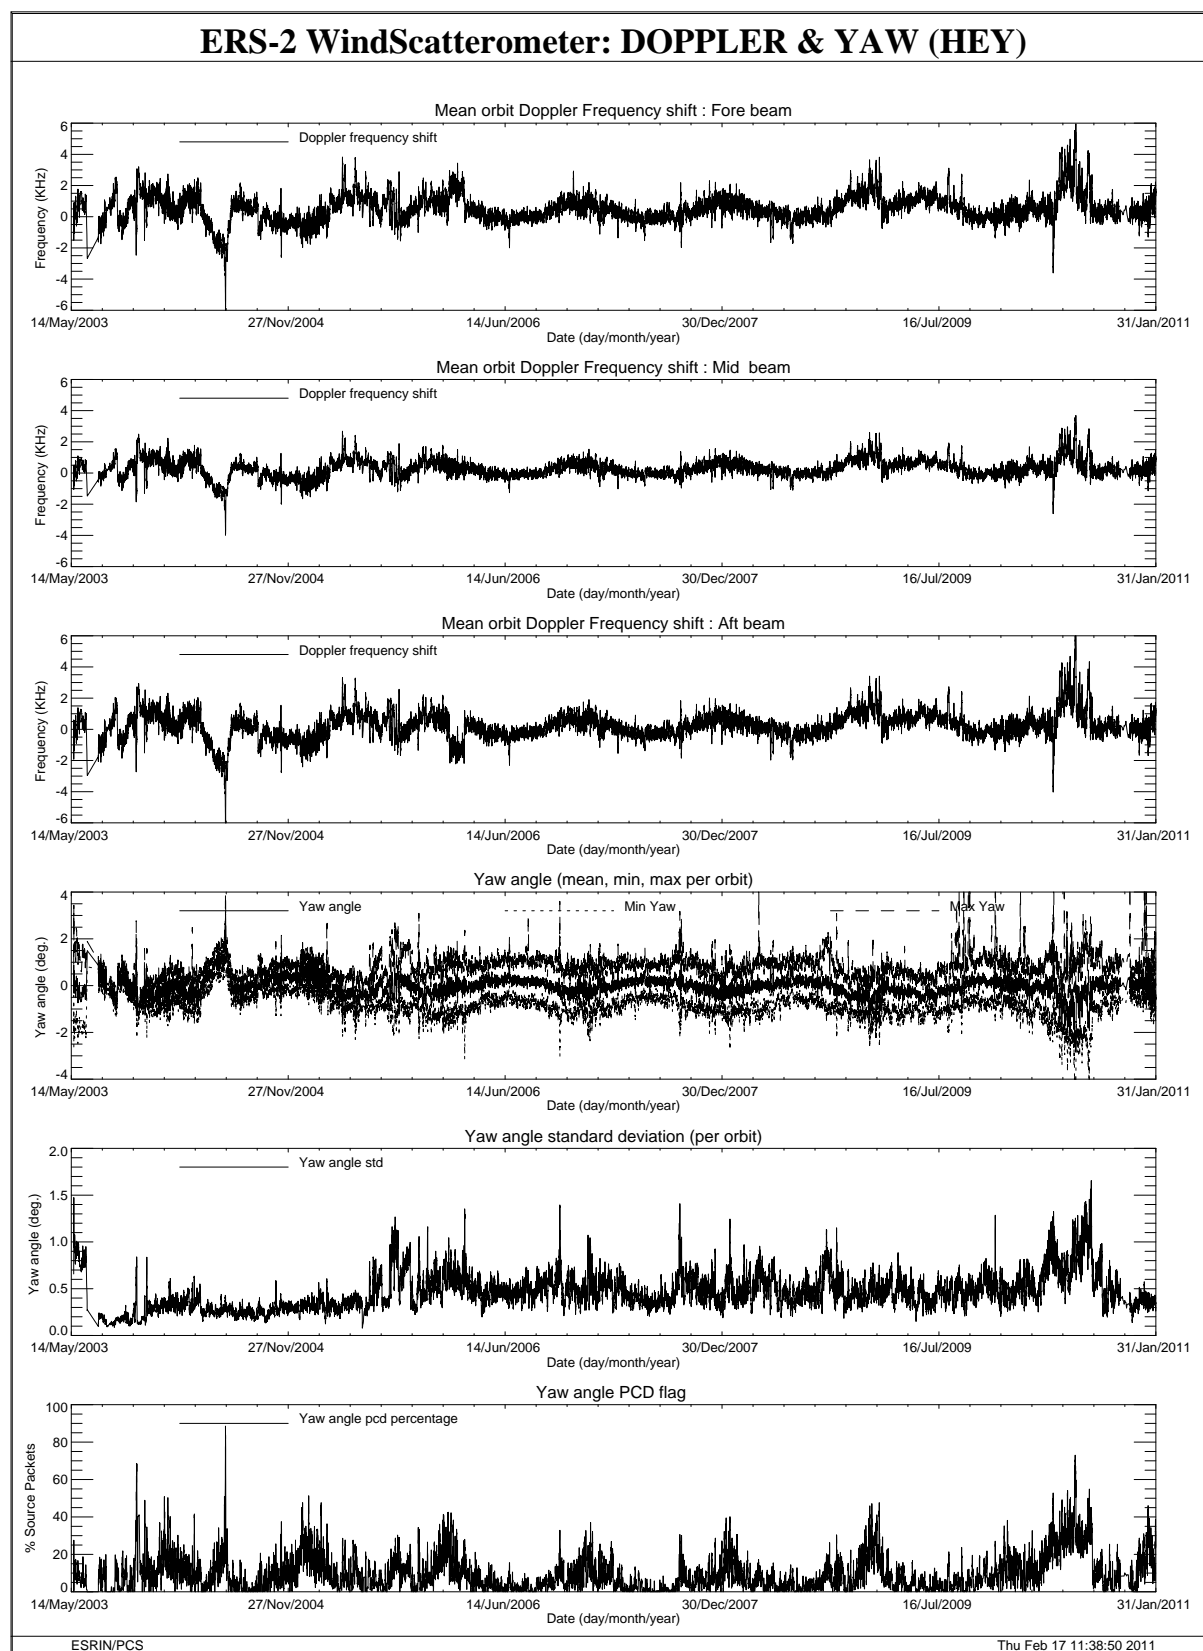 ERS-2 WindScatterometer: DOPPLER & YAW (HEY)
Mean orbit Doppler Frequency shift : Fore beam
Doppler frequency shift
Frequency (KHz)
6
4
2
0
-2
-4
-6
14/May/2003 27/Nov/2004 14/Jun/2006 30/Dec/2007 16/Jul/2009 31/Jan/2011
Date (day/month/year)
Mean orbit Doppler Frequency shift : Mid beam
Doppler frequency shift
Frequency (KHz)
6
4
2
0
-2
-4
-6
14/May/2003 27/Nov/2004 14/Jun/2006 30/Dec/2007 16/Jul/2009 31/Jan/2011
Date (day/month/year)
Mean orbit Doppler Frequency shift : Aft beam
Doppler frequency shift
Frequency (KHz)
6
4
2
0
-2
-4
-6
14/May/2003 27/Nov/2004 14/Jun/2006 30/Dec/2007 16/Jul/2009 31/Jan/2011
Date (day/month/year)
Yaw angle (mean, min, max per orbit)
Yaw angle Min Yaw Max Yaw
Yaw angle (deg.)
4
2
0
-2
-4
14/May/2003 27/Nov/2004 14/Jun/2006 30/Dec/2007 16/Jul/2009 31/Jan/2011
Date (day/month/year)
Yaw angle standard deviation (per orbit)
Yaw angle std
Yaw angle (deg.)
2.0
1.5
1.0
0.5
0.0
14/May/2003 27/Nov/2004 14/Jun/2006 30/Dec/2007 16/Jul/2009 31/Jan/2011
Date (day/month/year)
Yaw angle PCD flag
Yaw angle pcd percentage
% Source Packets
100
80
60
40
20
0
14/May/2003 27/Nov/2004 14/Jun/2006 30/Dec/2007 16/Jul/2009 31/Jan/2011
Date (day/month/year)
ESRIN/PCS Thu Feb 17 11:38:50 2011